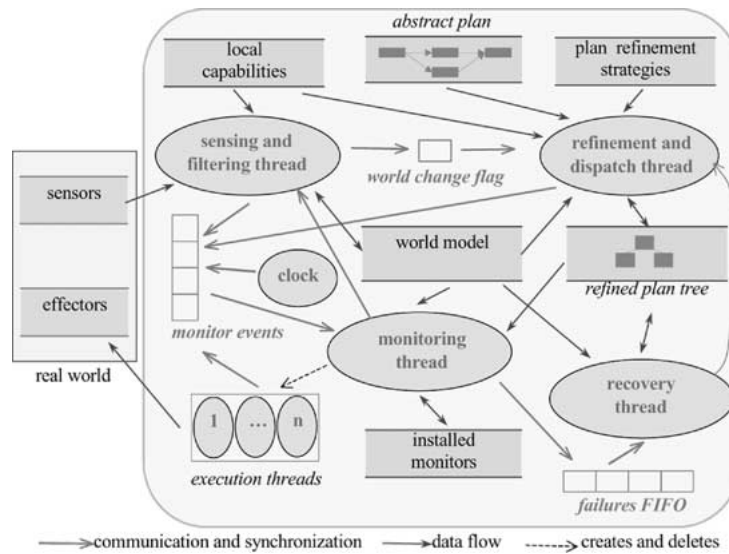 abstract plan
local
capabilities
plan refinement
strategies
sensing and
filtering thread
world change flag
refinement and
dispatch thread
sensors
effectors
real world
world model
clock
refined plan tree
monitor events
monitoring
thread
recovery
thread
1
...
n
execution threads
installed
monitors
failures FIFO
communication and synchronization
data flow
creates and deletes